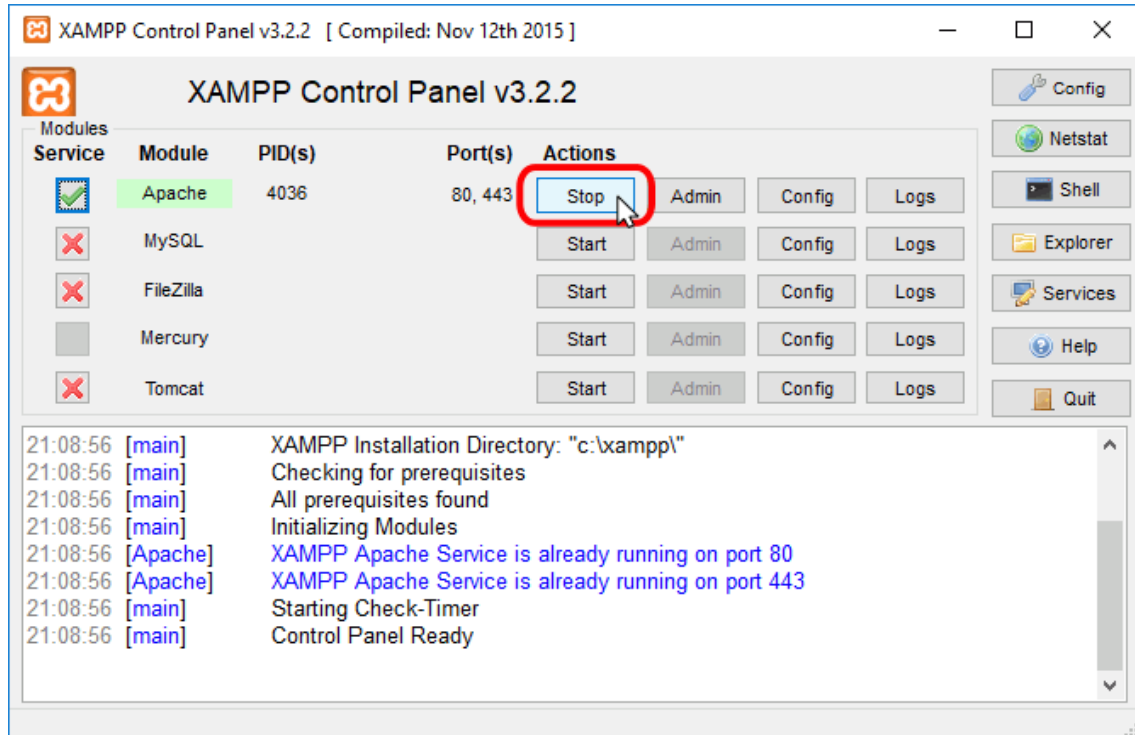 XAMPP Control Panel v3.2.2 [ Compiled: Nov 12th 2015 ]
XAMPP Control Panel v3.2.2
Config
Netstat
Shell
Explorer
Services
Help
Quit
Modules
Service Module PID(s) Port(s) Actions
Apache 4036 80, 443 Stop Admin Config Logs
MySQL Start Admin Config Logs
FileZilla Start Admin Config Logs
Mercury Start Admin Config Logs
Tomcat Start Admin Config Logs
21:08:56 [main] XAMPP Installation Directory: "c:\xampp\"
21:08:56 [main] Checking for prerequisites
21:08:56 [main] All prerequisites found
21:08:56 [main] Initializing Modules
21:08:56 [Apache] XAMPP Apache Service is already running on port 80
21:08:56 [Apache] XAMPP Apache Service is already running on port 443
21:08:56 [main] Starting Check-Timer
21:08:56 [main] Control Panel Ready